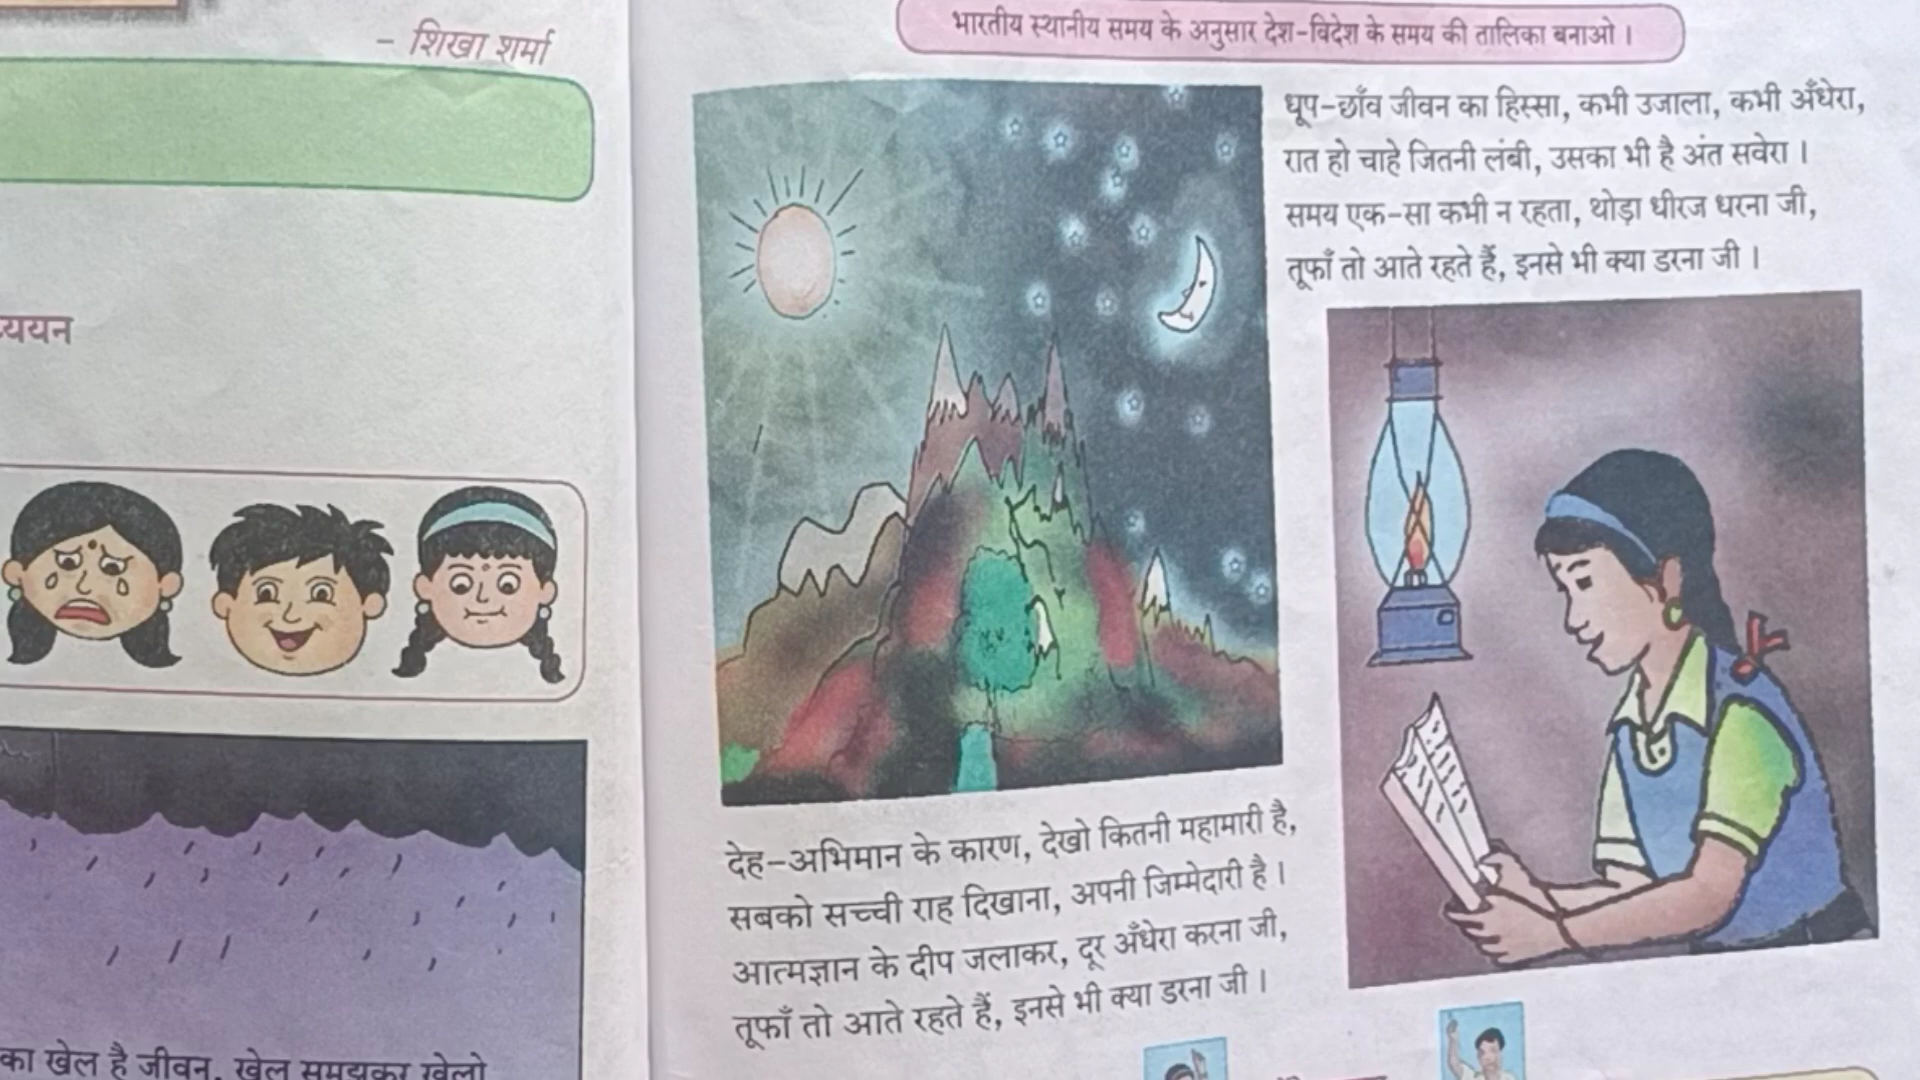 – शिखा शर्मा
का खेल है जीवन, खेल समझकर खेलो
भारतीय स्थानीय समय के अनुसार देश-विदेश के समय की तालिका बनाओ ।
धूप-छाँव जीवन का हिस्सा, कभी उजाला, कभी अँधेरा,
रात हो चाहे जितनी लंबी, उसका भी है अंत सवेरा ।
समय एक-सा कभी न रहता, थोड़ा धीरज धरना जी,
तूफाँ तो आते रहते हैं, इनसे भी क्या डरना जी ।
देह-अभिमान के कारण, देखो कितनी महामारी है,
सबको सच्ची राह दिखाना, अपनी जिम्मेदारी है ।
आत्मज्ञान के दीप जलाकर, दूर अँधेरा करना जी,
तूफाँ तो आते रहते हैं, इनसे भी क्या डरना जी ।